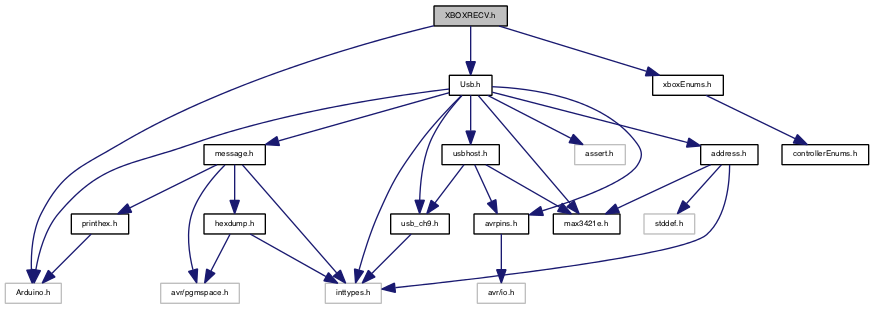 XBOXRECV.h
Usb.h
xboxEnums.h
message.h
usbhost.h
assert.h
address.h
controllerEnums.h
printhex.h
hexdump.h
usb_ch9.h
avrpins.h
max3421e.h
stddef.h
Arduino.h
avr/pgmspace.h
inttypes.h
avr/io.h